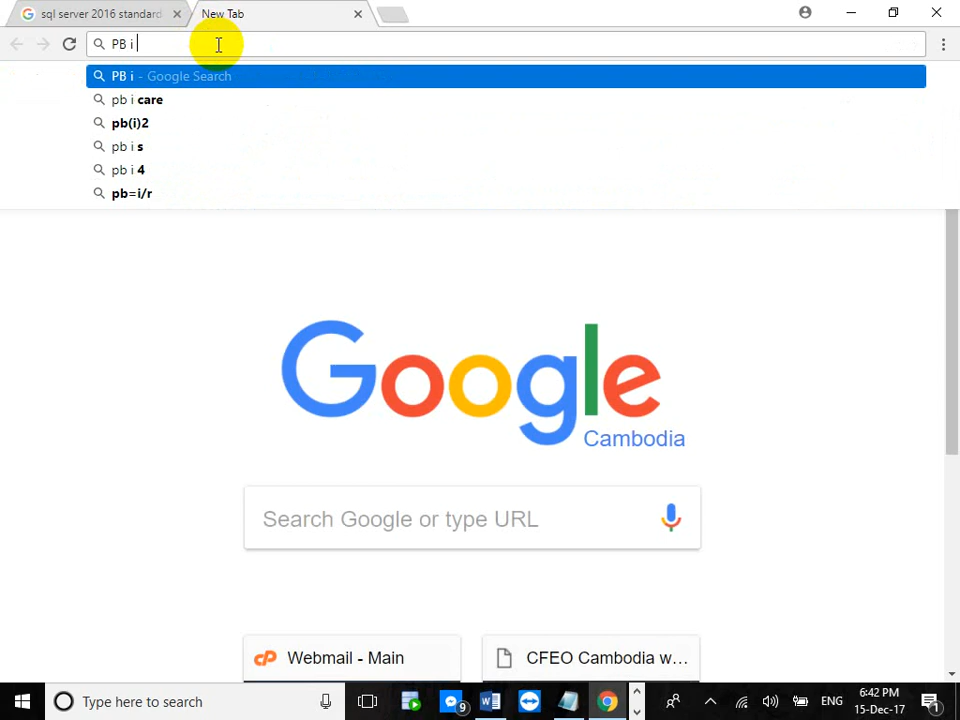 sql server 2016 standard
New Tab
PB i
PB i - Google Search
pb i care
pb(i)2
pb i s
pb i 4
pb=i/r
Google
Cambodia
Search Google or type URL
Webmail - Main
CFEO Cambodia w...
Type here to search
9
ENG
6:42 PM
15-Dec-17
1